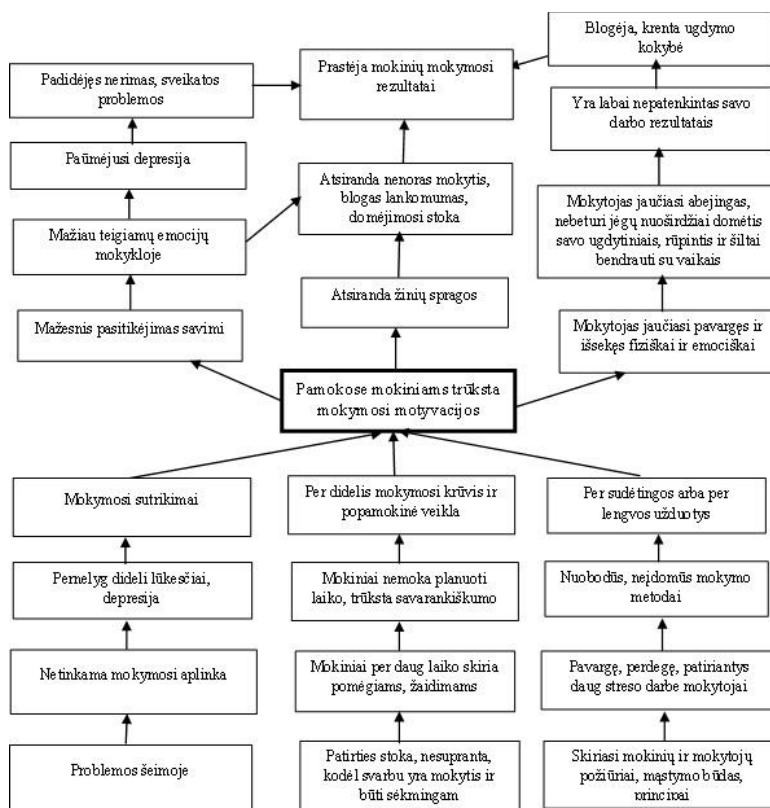 Blogėja, krenta ugdymo
kokybė
Padidėjęs nerimas, sveikatos
problemos
Prastėja mokinių mokymosi
rezultatai
Yra labai nepatenkintas savo
darbo rezultatais
Paūmėjusi depresija
Atsiranda nenoras mokytis,
blogas lankomumas,
domėjimosi stoka
Mokytojas jaučiasi abejingas,
nebeturi jėgų nuoširdžiai domėtis
savo ugdytiniais, rūpintis ir šiltai
bendrauti su vaikais
Mažiau teigiamų emocijų
mokykloje
Atsiranda žinių spragos
Mažesnis pasitikėjimas savimi
Mokytojas jaučiasi pavargęs ir
išsekęs fiziškai ir emociškai
Pamokose mokiniams trūksta
mokymosi motyvacijos
Mokymosi sutrikimai
Per didelis mokymosi krūvis ir
popamokinė veikla
Per sudėtingos arba per
lengvos užduotys
Pernelyg dideli lūkesčiai,
depresija
Mokiniai nemoka planuoti
laiko, trūksta savarankiškumo
Nuobodūs, neįdomūs mokymo
metodai
Netinkama mokymosi aplinka
Mokiniai per daug laiko skiria
pomėgiams, žaidimams
Pavargę, perdegę, patiriantys
daug streso darbe mokytojai
Problemos šeimoje
Patirties stoka, nesupranta,
kodėl svarbu yra mokytis ir
būti sėkmingam
Skiriasi mokinių ir mokytojų
požiūriai, mąstymo būdas,
principai